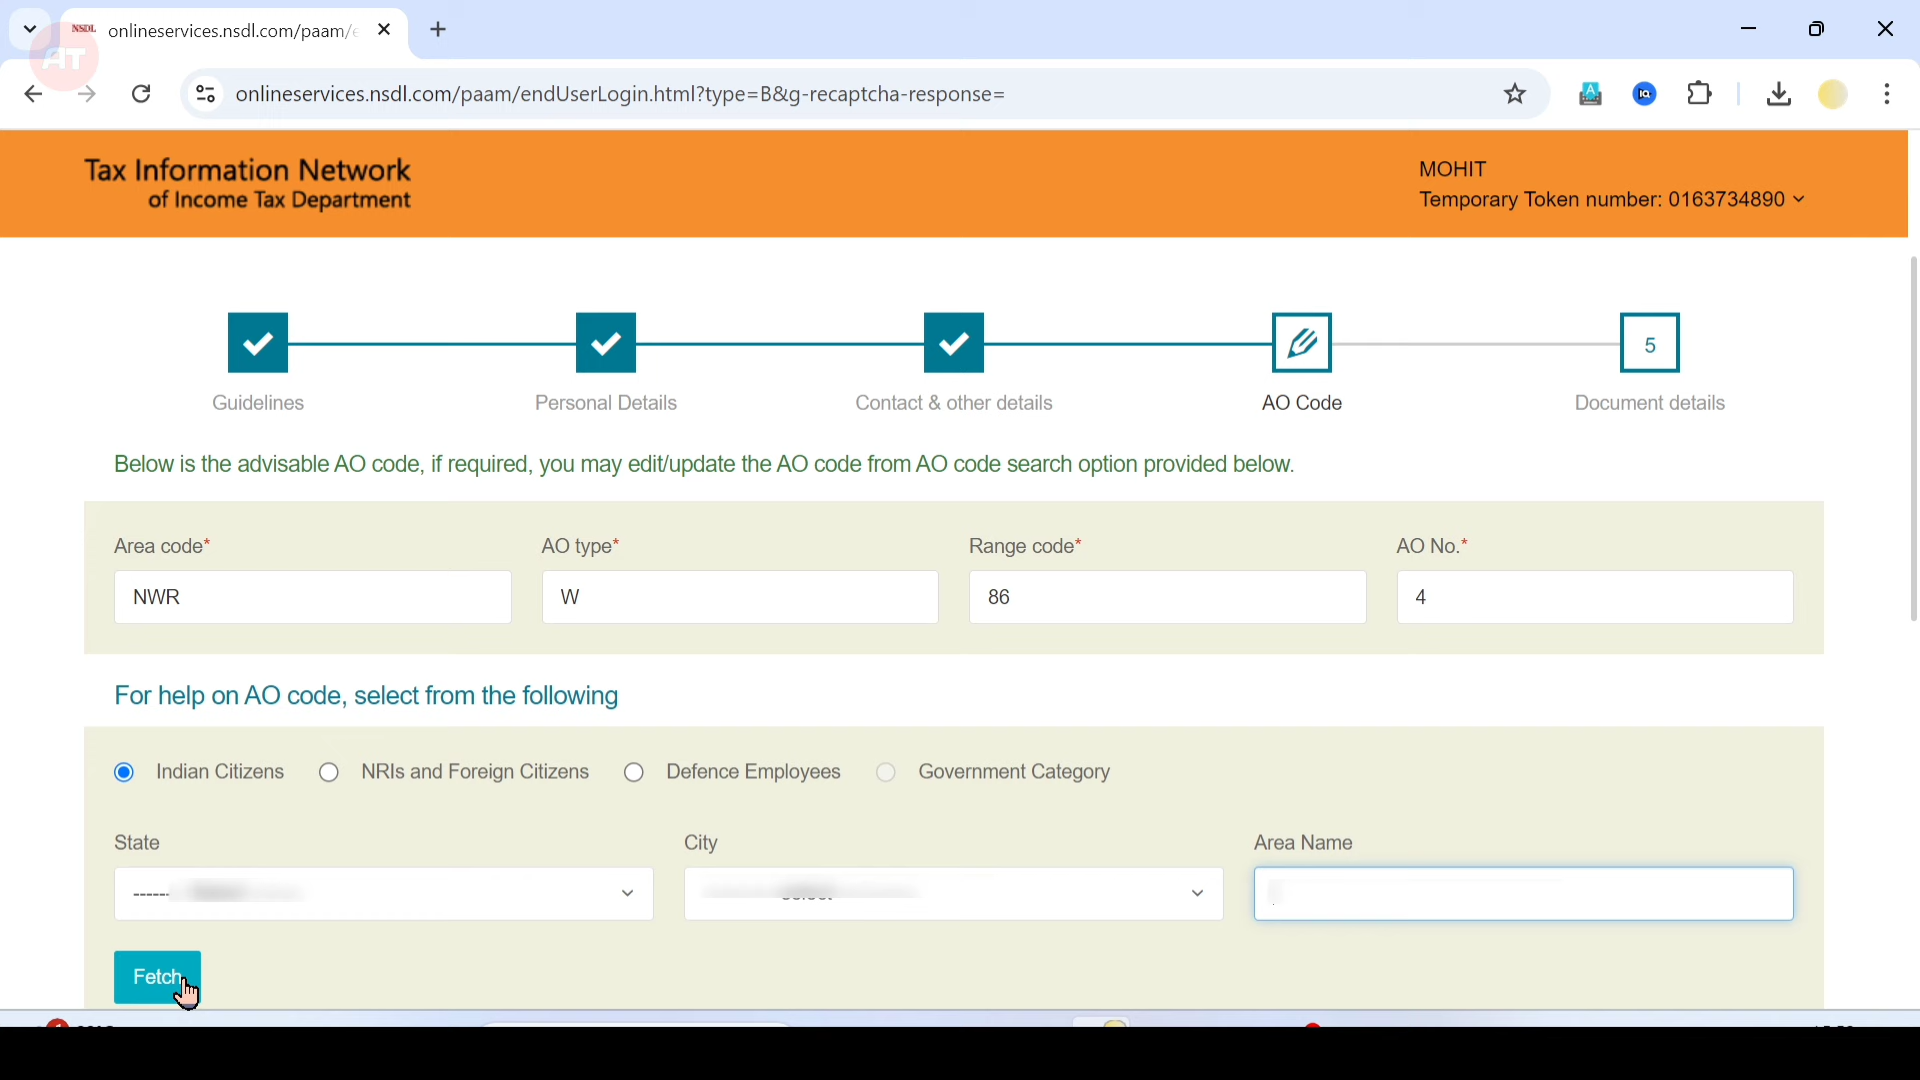 NSDL onlineservices.nsdl.com/paam/
AT
onlineservices.nsdl.com/paam/endUserLogin.html?type=B&g-recaptcha-response=
Tax Information Network
of Income Tax Department
MOHIT
Temporary Token number: 0163734890
5
Guidelines
Personal Details
Contact & other details
AO Code
Document details
Below is the advisable AO code, if required, you may edit/update the AO code from AO code search option provided below.
Area code* AO type* Range code* AO No.*
NWR W 86 4
For help on AO code, select from the following
Indian Citizens NRIs and Foreign Citizens Defence Employees Government Category
State City Area Name
Fetch